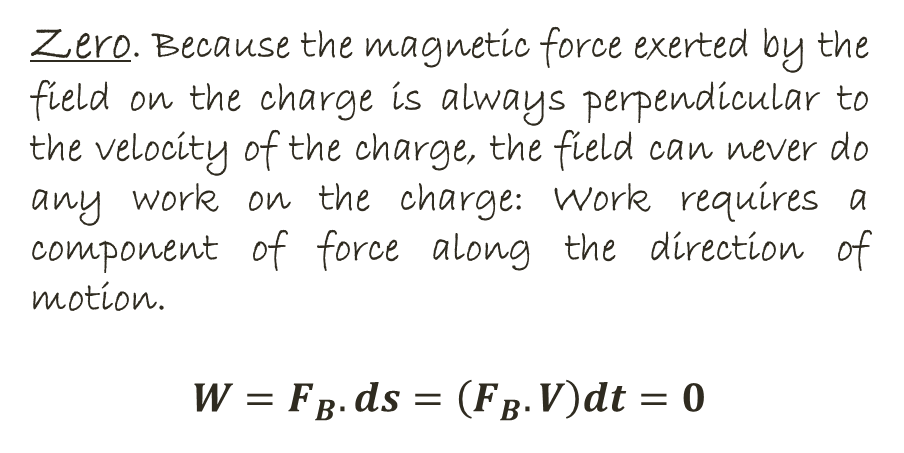 Zero. Because the magnetic force exerted by the
field on the charge is always perpendicular to
the velocity of the charge, the field can never do
any work on the charge: Work requires a
component of force along the direction of
motion.
W = F_B. ds = (F_B. V)dt = 0